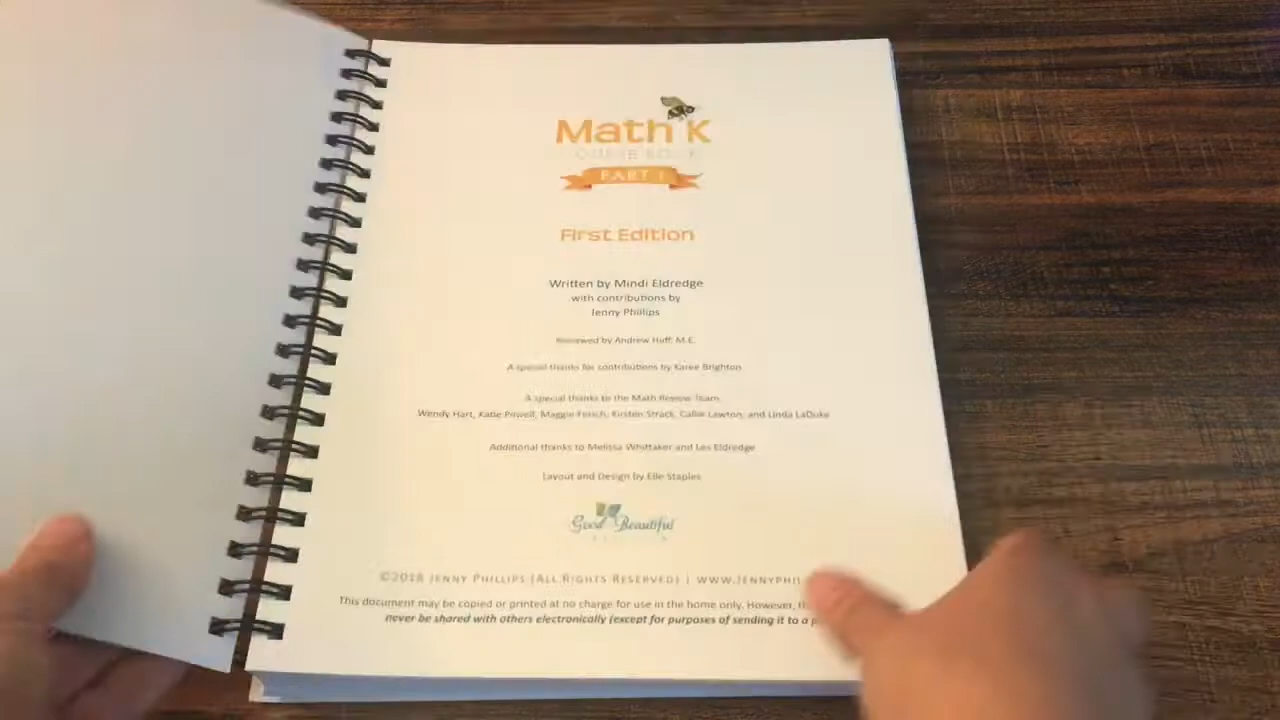 Math K
COURSE BOOK
PART 1
First Edition
Written by Mindi Eldredge
with contributions by
Jenny Phillips
Reviewed by Andrew Huff, M.E.
A special thanks for contributions by Karee Brighton
A special thanks to the Math Review Team:
Wendy Hart, Katie Powell, Maggie Felsch, Kirsten Strack, Callie Lawton, and Linda LaDuke
Additional thanks to Melissa Whittaker and Les Eldredge
Layout and Design by Elle Staples
Good Beautiful
©2018 JENNY PHILLIPS (ALL RIGHTS RESERVED) | WWW.JENNYPHI
This document may be copied or printed at no charge for use in the home only. However,
never be shared with others electronically (except for purposes of sending it to a